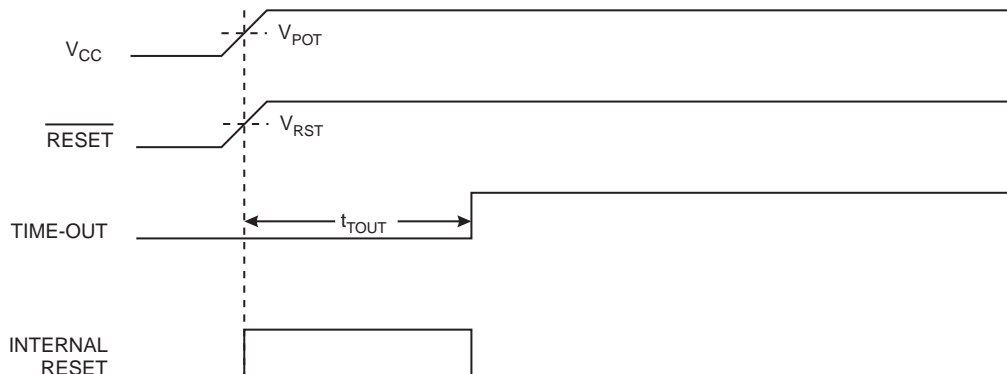 VCC
VPOT
RESET
VRST
TIME-OUT
tTOUT
INTERNAL
RESET